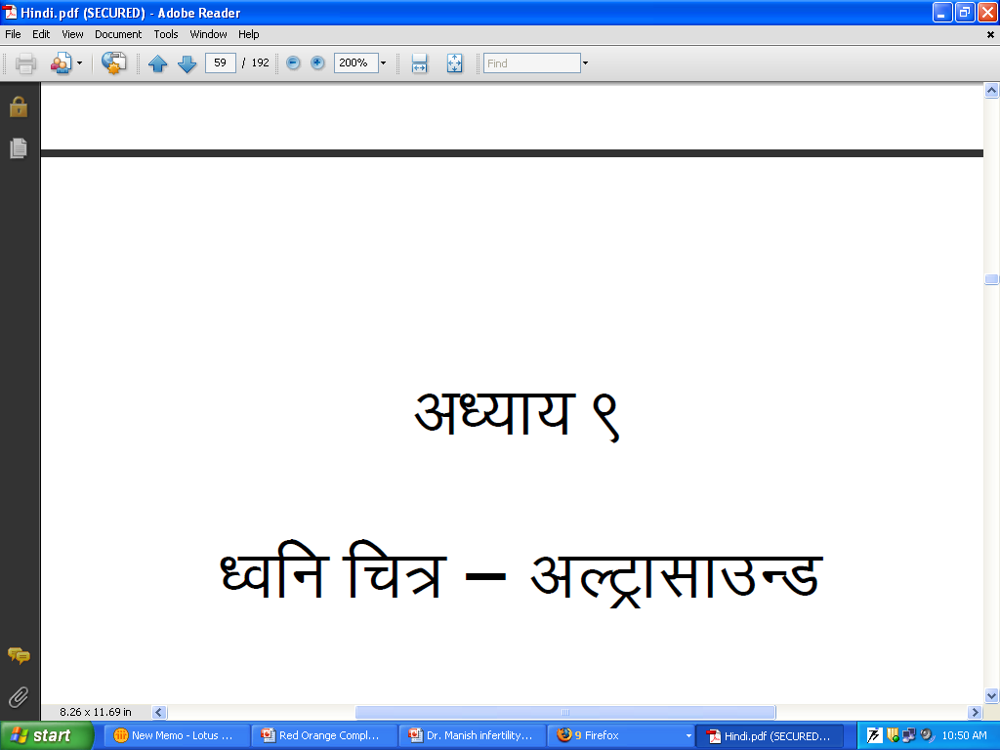 Hindi.pdf (SECURED) - Adobe Reader
File Edit View Document Tools Window Help
59 / 192 200% Find
अध्याय ९
ध्वनि चित्र – अल्ट्रासाउन्ड
8.26 x 11.69 in
start New Memo - Lotus ... Red Orange Compl... Dr. Manish infertility... 9 Firefox Hindi.pdf (SECURED... 10:50 AM